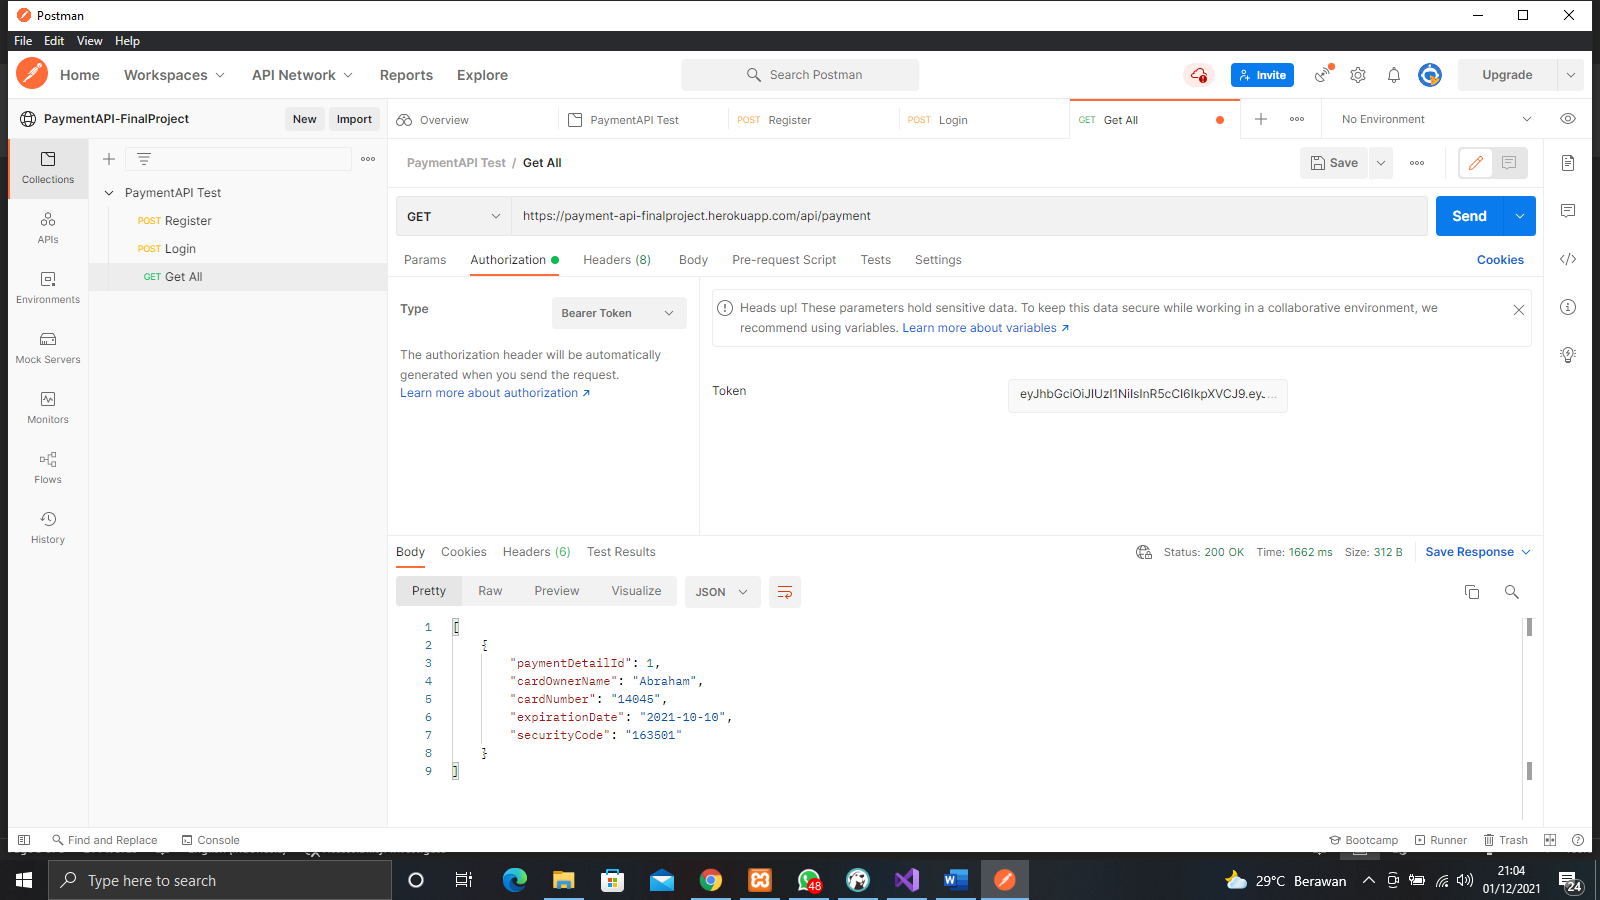 Postman
File Edit View Help
Home Workspaces API Network Reports Explore Search Postman Invite Upgrade
PaymentAPI-FinalProject New Import Overview PaymentAPI Test POST Register POST Login GET Get All No Environment
PaymentAPI Test / Get All Save
Collections
PaymentAPI Test
POST Register
POST Login
GET Get All
APIs
Environments
Mock Servers
Monitors
Flows
History
GET https://payment-api-finalproject.herokuapp.com/api/payment Send
Params Authorization Headers (8) Body Pre-request Script Tests Settings Cookies
Type Bearer Token
The authorization header will be automatically
generated when you send the request.
Learn more about authorization ↗
Heads up! These parameters hold sensitive data. To keep this data secure while working in a collaborative environment, we
recommend using variables. Learn more about variables ↗
Token eyJhbGciOiJIUzI1NiIsInR5cCI6IkpXVCJ9.eyJ...
Body Cookies Headers (6) Test Results Status: 200 OK Time: 1662 ms Size: 312 B Save Response
Pretty Raw Preview Visualize JSON
1 [
2 {
3 "paymentDetailId": 1,
4 "cardOwnerName": "Abraham",
5 "cardNumber": "14045",
6 "expirationDate": "2021-10-10",
7 "securityCode": "163501"
8 }
9 ]
Find and Replace Console Bootcamp Runner Trash
Type here to search 48 29°C Berawan 21:04
01/12/2021 24